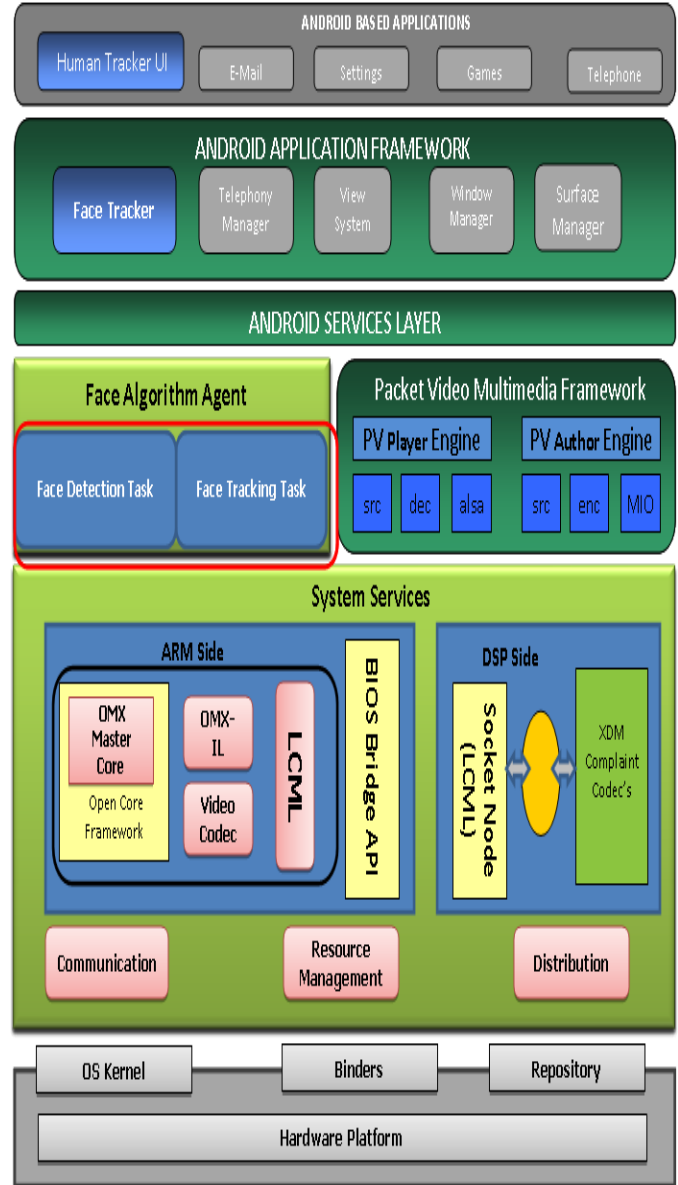 ANDROID BASED APPLICATIONS
Human Tracker UI
E-Mail
Settings
Games
Telephone
ANDROID APPLICATION FRAMEWORK
Face Tracker
Telephony
Manager
View
System
Window
Manager
Surface
Manager
ANDROID SERVICES LAYER
Face Algorithm Agent
Face Detection Task
Face Tracking Task
Packet Video Multimedia Framework
PV Player Engine
PV Author Engine
src
dec
alsa
src
enc
MIO
System Services
ARM Side
OMX
Master
Core
Open Core
Framework
OMX-
IL
Video
Codec
LCML
BIOS Bridge API
DSP Side
Socket Node
(LCML)
XDM
Complaint
Codec's
Communication
Resource
Management
Distribution
OS Kernel
Binders
Repository
Hardware Platform